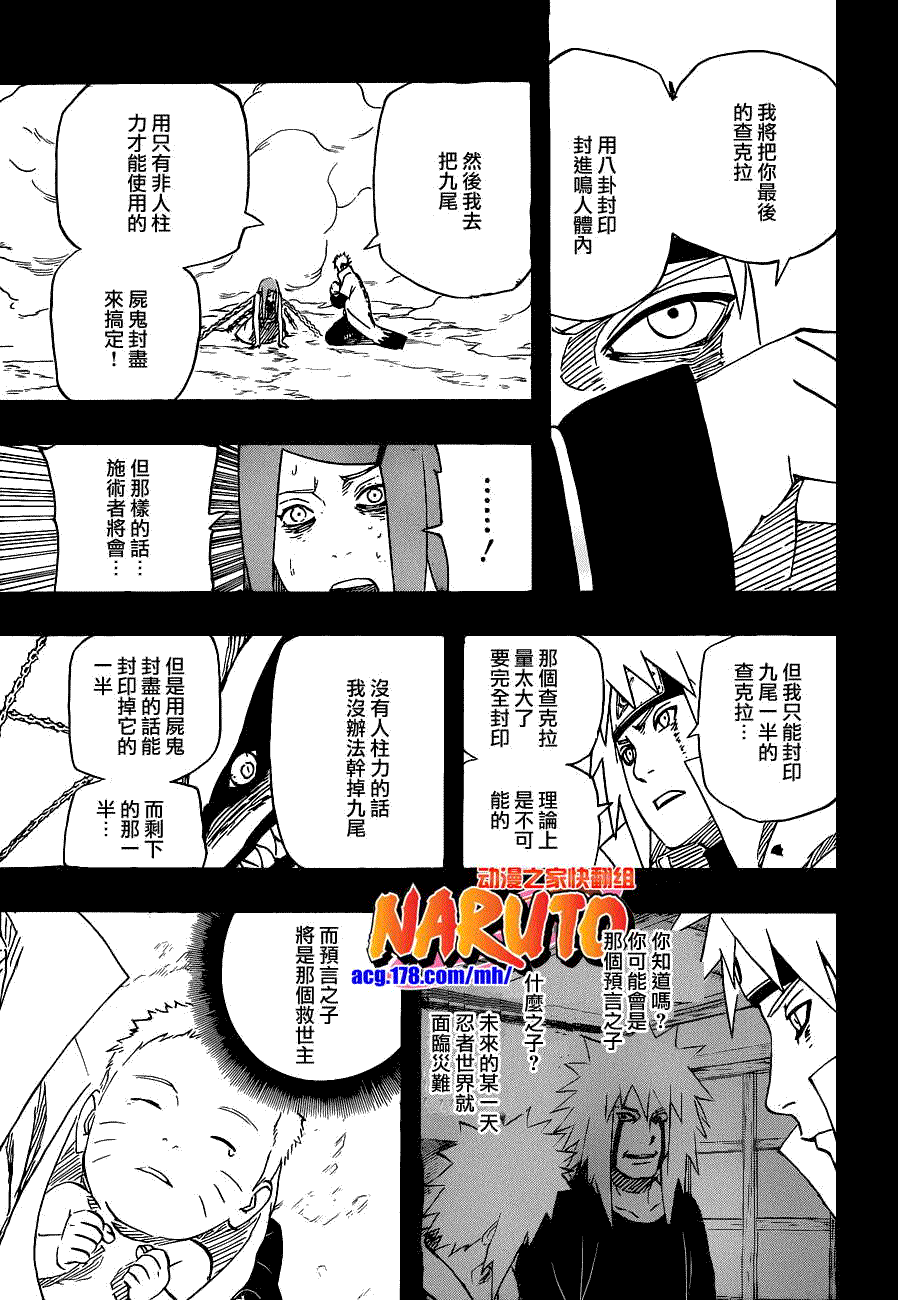 我將把你最後
的查克拉
用八卦封印
封進鳴人體內
然後我去
把九尾
用只有非人柱
力才能使用的
屍鬼封盡
來搞定！
……！
但那樣的話…
施術者將會…
但我只能封印
九尾一半的
查克拉…
那個查克拉
量太大了
要完全封印
理論上
是不可
能的
沒有人柱力的話
我沒辦法幹掉九尾
但是用屍鬼
封盡的話能
封印掉它的
一半
而剩下
的那一
半…
动漫之家快翻组
NARUTO
acg.178.com/mh/
你知道嗎？
你可能會是
那個預言之子
什麼之子？
未來的某一天
忍者世界就
面臨災難
而預言之子
將是那個救世主